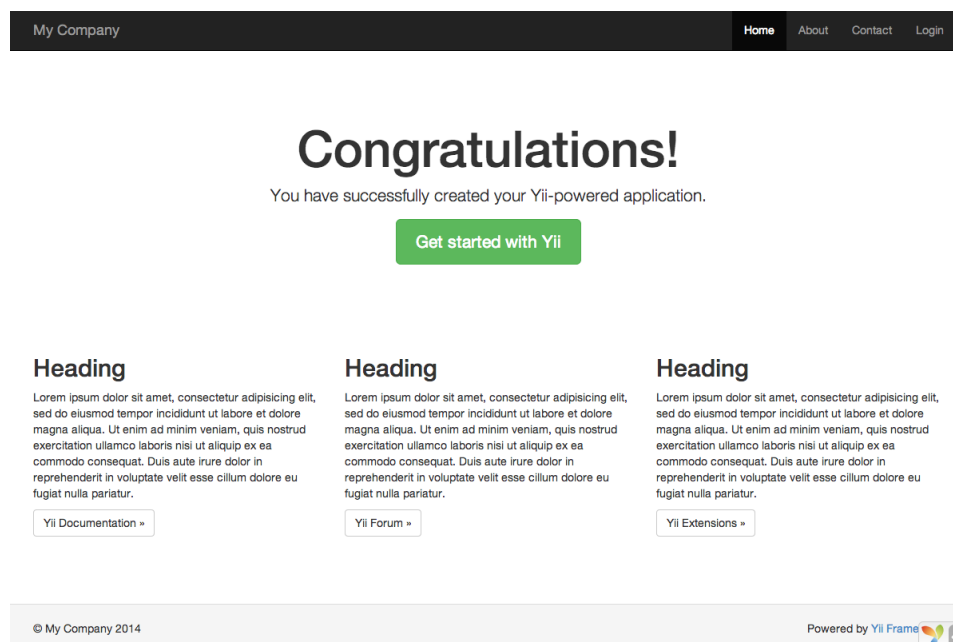 My Company
Home About Contact Login
Congratulations!
You have successfully created your Yii-powered application.
Get started with Yii
Heading
Lorem ipsum dolor sit amet, consectetur adipisicing elit,
sed do eiusmod tempor incididunt ut labore et dolore
magna aliqua. Ut enim ad minim veniam, quis nostrud
exercitation ullamco laboris nisi ut aliquip ex ea
commodo consequat. Duis aute irure dolor in
reprehenderit in voluptate velit esse cillum dolore eu
fugiat nulla pariatur.
Yii Documentation »
Heading
Lorem ipsum dolor sit amet, consectetur adipisicing elit,
sed do eiusmod tempor incididunt ut labore et dolore
magna aliqua. Ut enim ad minim veniam, quis nostrud
exercitation ullamco laboris nisi ut aliquip ex ea
commodo consequat. Duis aute irure dolor in
reprehenderit in voluptate velit esse cillum dolore eu
fugiat nulla pariatur.
Yii Forum »
Heading
Lorem ipsum dolor sit amet, consectetur adipisicing elit,
sed do eiusmod tempor incididunt ut labore et dolore
magna aliqua. Ut enim ad minim veniam, quis nostrud
exercitation ullamco laboris nisi ut aliquip ex ea
commodo consequat. Duis aute irure dolor in
reprehenderit in voluptate velit esse cillum dolore eu
fugiat nulla pariatur.
Yii Extensions »
© My Company 2014
Powered by Yii Frame